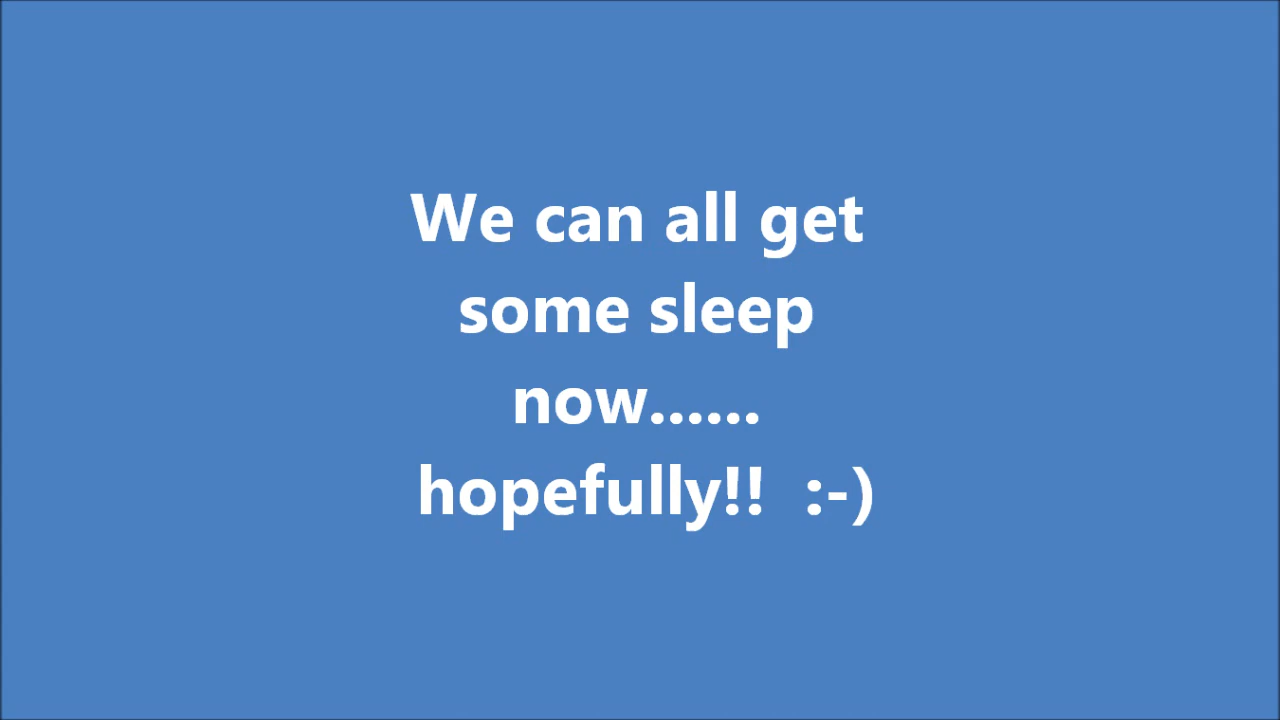 We can all get
some sleep
now......
hopefully!!  :-)